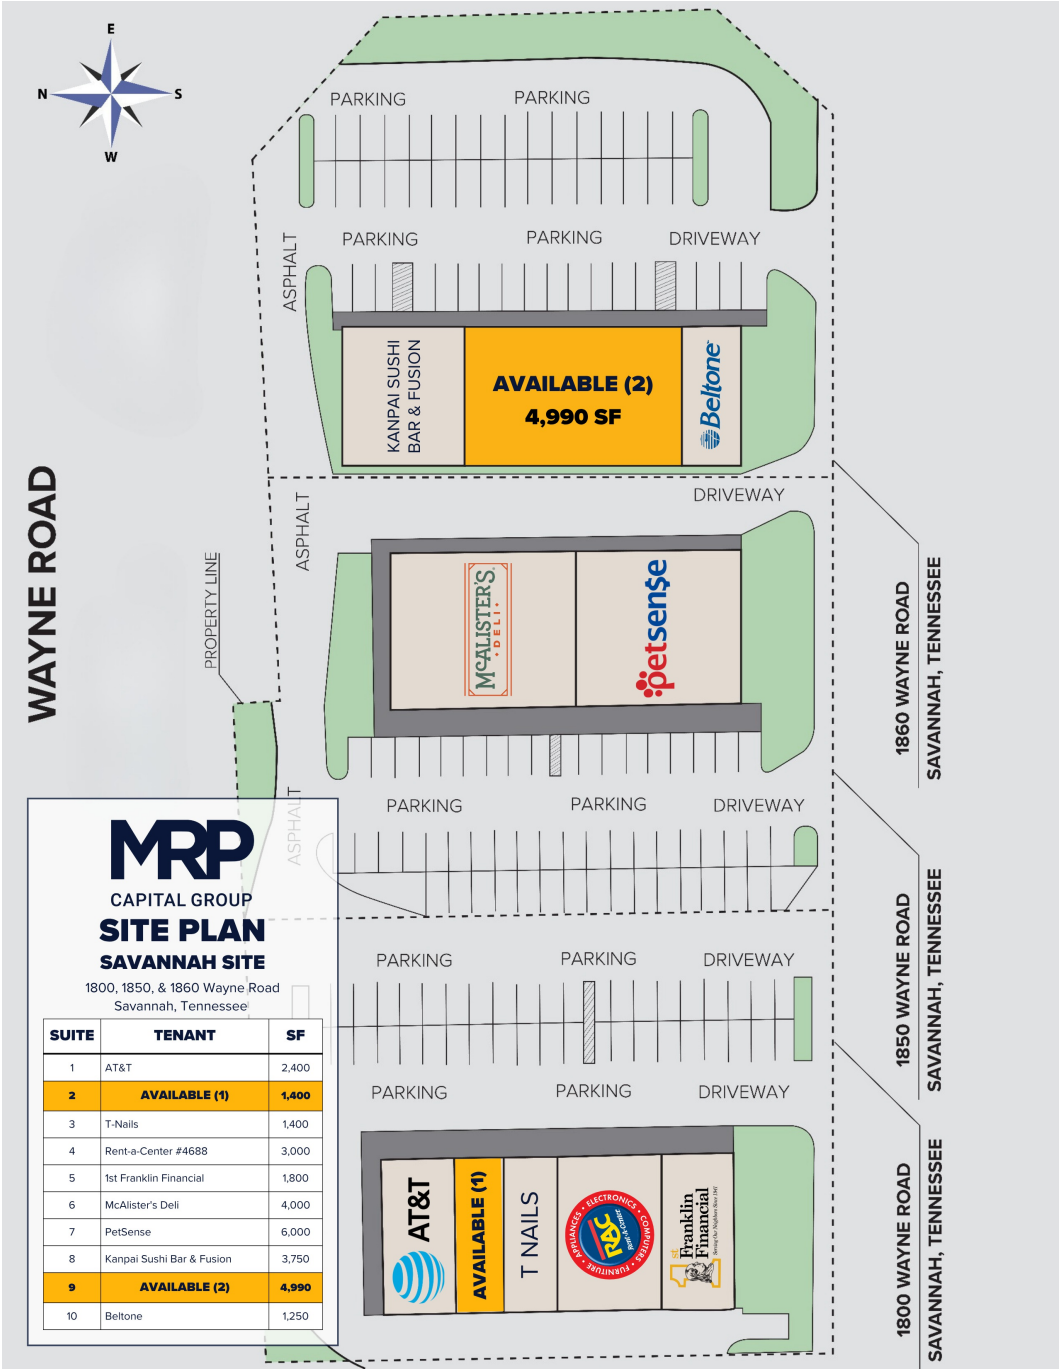 E
N
S
W
PARKING PARKING
PARKING PARKING DRIVEWAY
ASPHALT
KANPAI SUSHI
BAR & FUSION
AVAILABLE (2)
4,990 SF
Beltone
WAYNE ROAD
ASPHALT
DRIVEWAY
PROPERTY LINE
McALISTER'S
• DELI •
petsen$e
1860 WAYNE ROAD
SAVANNAH, TENNESSEE
ASPHALT
PARKING PARKING DRIVEWAY
1850 WAYNE ROAD
SAVANNAH, TENNESSEE
PARKING PARKING DRIVEWAY
PARKING PARKING DRIVEWAY
AT&T
AVAILABLE (1)
T NAILS
FURNITURE • APPLIANCES • ELECTRONICS • COMPUTERS •
RAC
Rent-A-Center
1st
Franklin
Financial
Serving Our Neighbors Since 1941
1800 WAYNE ROAD
SAVANNAH, TENNESSEE
MRP
CAPITAL GROUP
SITE PLAN
SAVANNAH SITE
1800, 1850, & 1860 Wayne Road
Savannah, Tennessee
SUITE TENANT SF
1 AT&T 2,400
2 AVAILABLE (1) 1,400
3 T-Nails 1,400
4 Rent-a-Center #4688 3,000
5 1st Franklin Financial 1,800
6 McAlister's Deli 4,000
7 PetSense 6,000
8 Kanpai Sushi Bar & Fusion 3,750
9 AVAILABLE (2) 4,990
10 Beltone 1,250